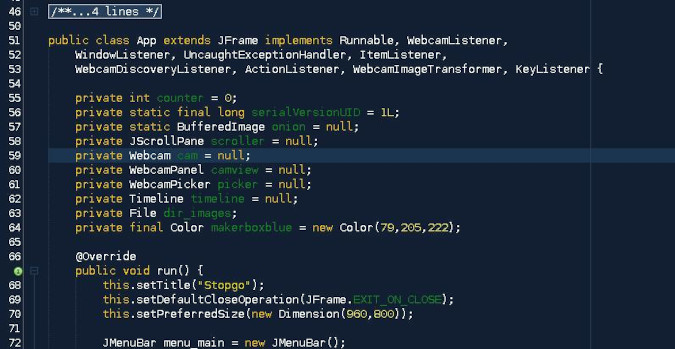 46 /**...4 lines */
50
51 public class App extends JFrame implements Runnable, WebcamListener,
52 WindowListener, UncaughtExceptionHandler, ItemListener,
53 WebcamDiscoveryListener, ActionListener, WebcamImageTransformer, KeyListener {
54
55 private int counter = 0;
56 private static final long serialVersionUID = 1L;
57 private static BufferedImage onion = null;
58 private JScrollPane scroller = null;
59 private Webcam cam = null;
60 private WebcamPanel camview = null;
61 private WebcamPicker picker = null;
62 private Timeline timeline = null;
63 private File dir_images;
64 private final Color makerboxblue = new Color(79,205,222);
65
66 @Override
public void run() {
68 this.setTitle("Stopgo");
69 this.setDefaultCloseOperation(JFrame.EXIT_ON_CLOSE);
70 this.setPreferredSize(new Dimension(960,800));
71
72 JMenuBar menu_main = new JMenuBar();